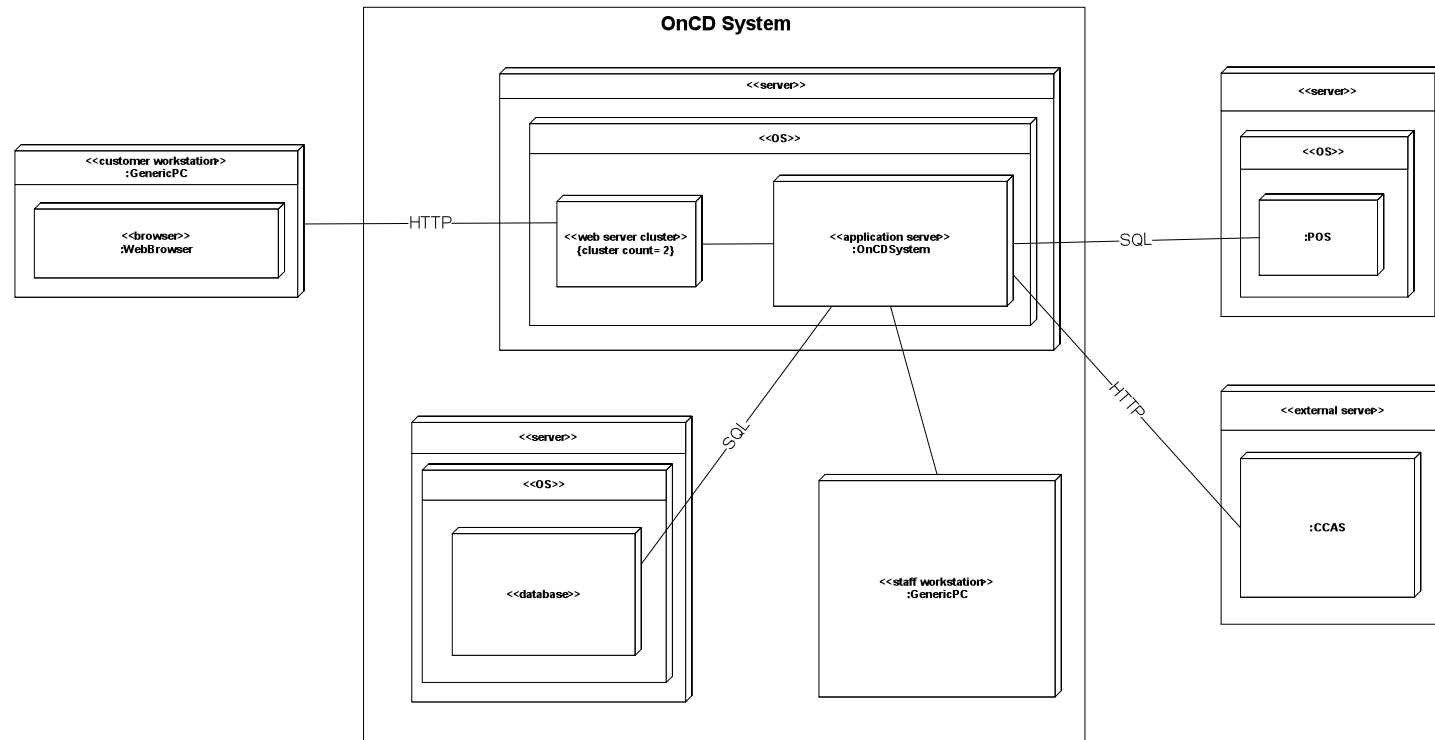 OnCD System
<<server>>
<<server>>
<<OS>>
<<OS>>
<<customer workstation>>
:GenericPC
<<browser>>
:WebBrowser
HTTP
<<web server cluster>>
{cluster count= 2}
<<application server>>
:OnCDSystem
SQL
:POS
HTTP
<<external server>>
:CCAS
SQL
<<server>>
<<OS>>
<<database>>
<<staff workstation>>
:GenericPC